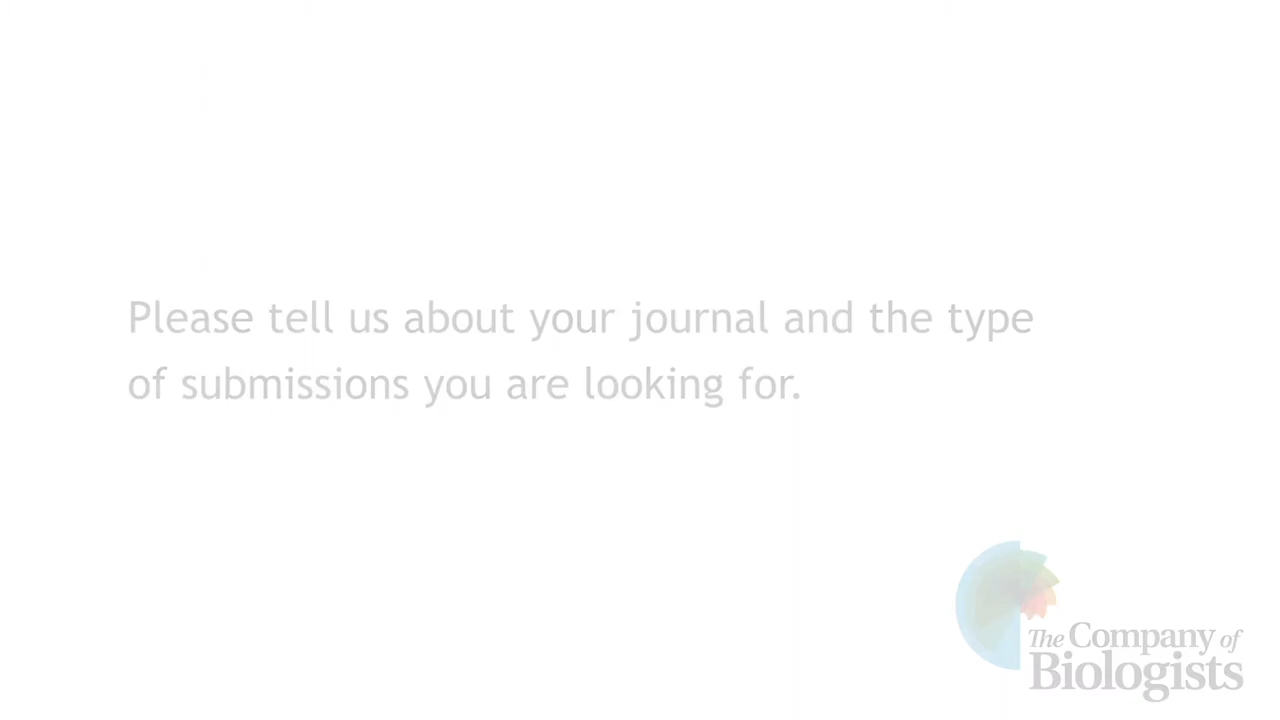 Please tell us about your journal and the type
of submissions you are looking for.
The Company of
Biologists